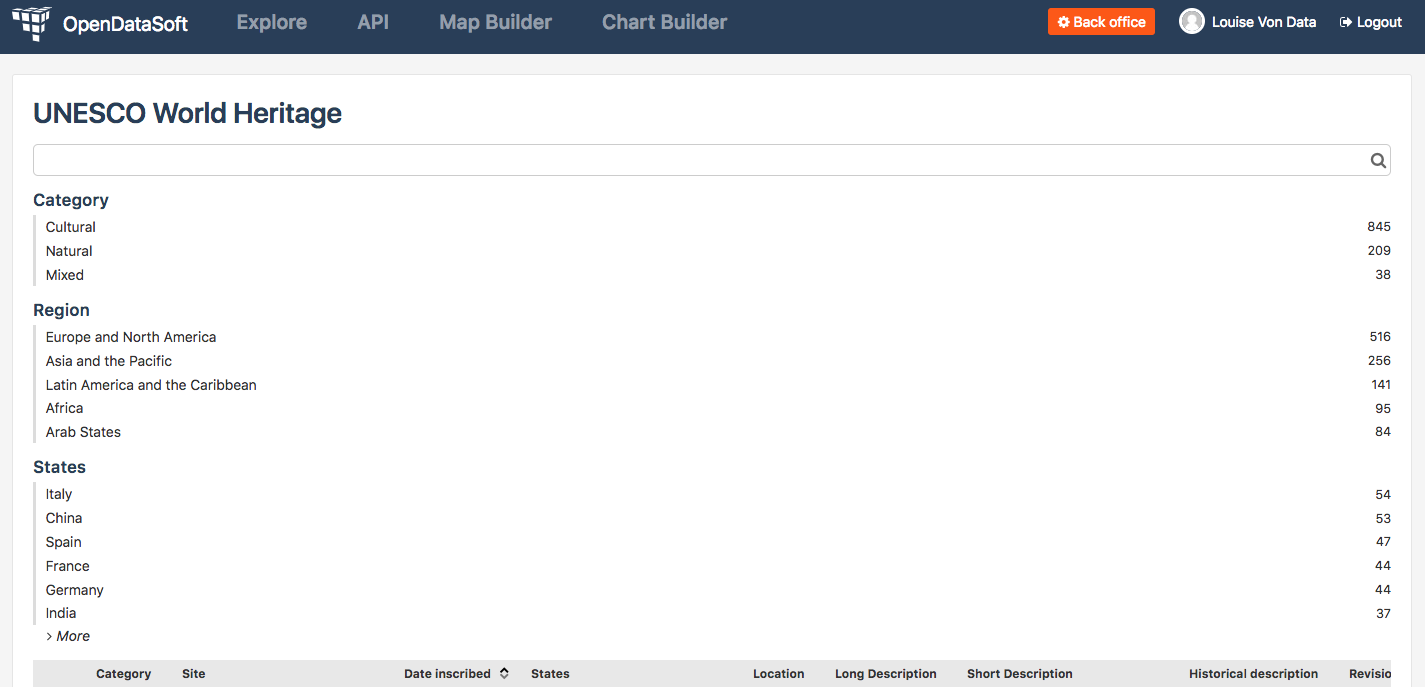 OpenDataSoft Explore API Map Builder Chart Builder Back office Louise Von Data Logout
UNESCO World Heritage
Category
Cultural 845
Natural 209
Mixed 38
Region
Europe and North America 516
Asia and the Pacific 256
Latin America and the Caribbean 141
Africa 95
Arab States 84
States
Italy 54
China 53
Spain 47
France 44
Germany 44
India 37
> More
Category Site Date inscribed States Location Long Description Short Description Historical description Revisio